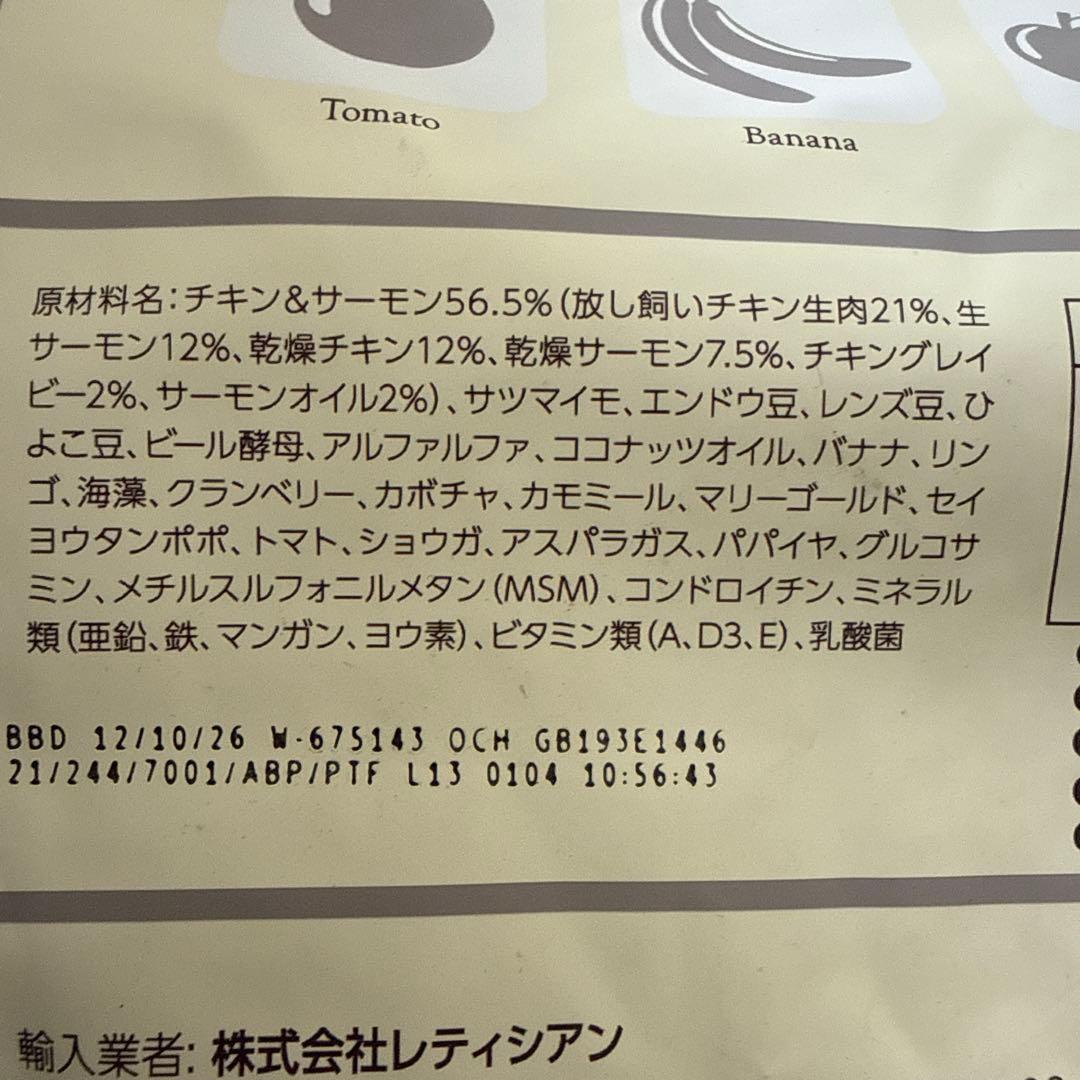 Tomato
Banana
原材料名:チキン&サーモン56.5%(放し飼いチキン生肉21%、生
サーモン12%、乾燥チキン12%、乾燥サーモン7.5%、チキングレイ
ビー2%、サーモンオイル2%)、サツマイモ、エンドウ豆、レンズ豆、ひ
よこ豆、ビール酵母、アルファルファ、ココナッツオイル、バナナ、リン
ゴ、海藻、クランベリー、カボチャ、カモミール、マリーゴールド、セイ
ヨウタンポポ、トマト、ショウガ、アスパラガス、パパイヤ、グルコサ
ミン、メチルスルフォニルメタン(MSM)、コンドロイチン、ミネラル
類(亜鉛、鉄、マンガン、ヨウ素)、ビタミン類(A、D3、E)、乳酸菌
BBD 12/10/26 W-675143 OCH GB193E1446
21/244/7001/ABP/PTF L13 0104 10:56:43
輸入業者: 株式会社レティシアン